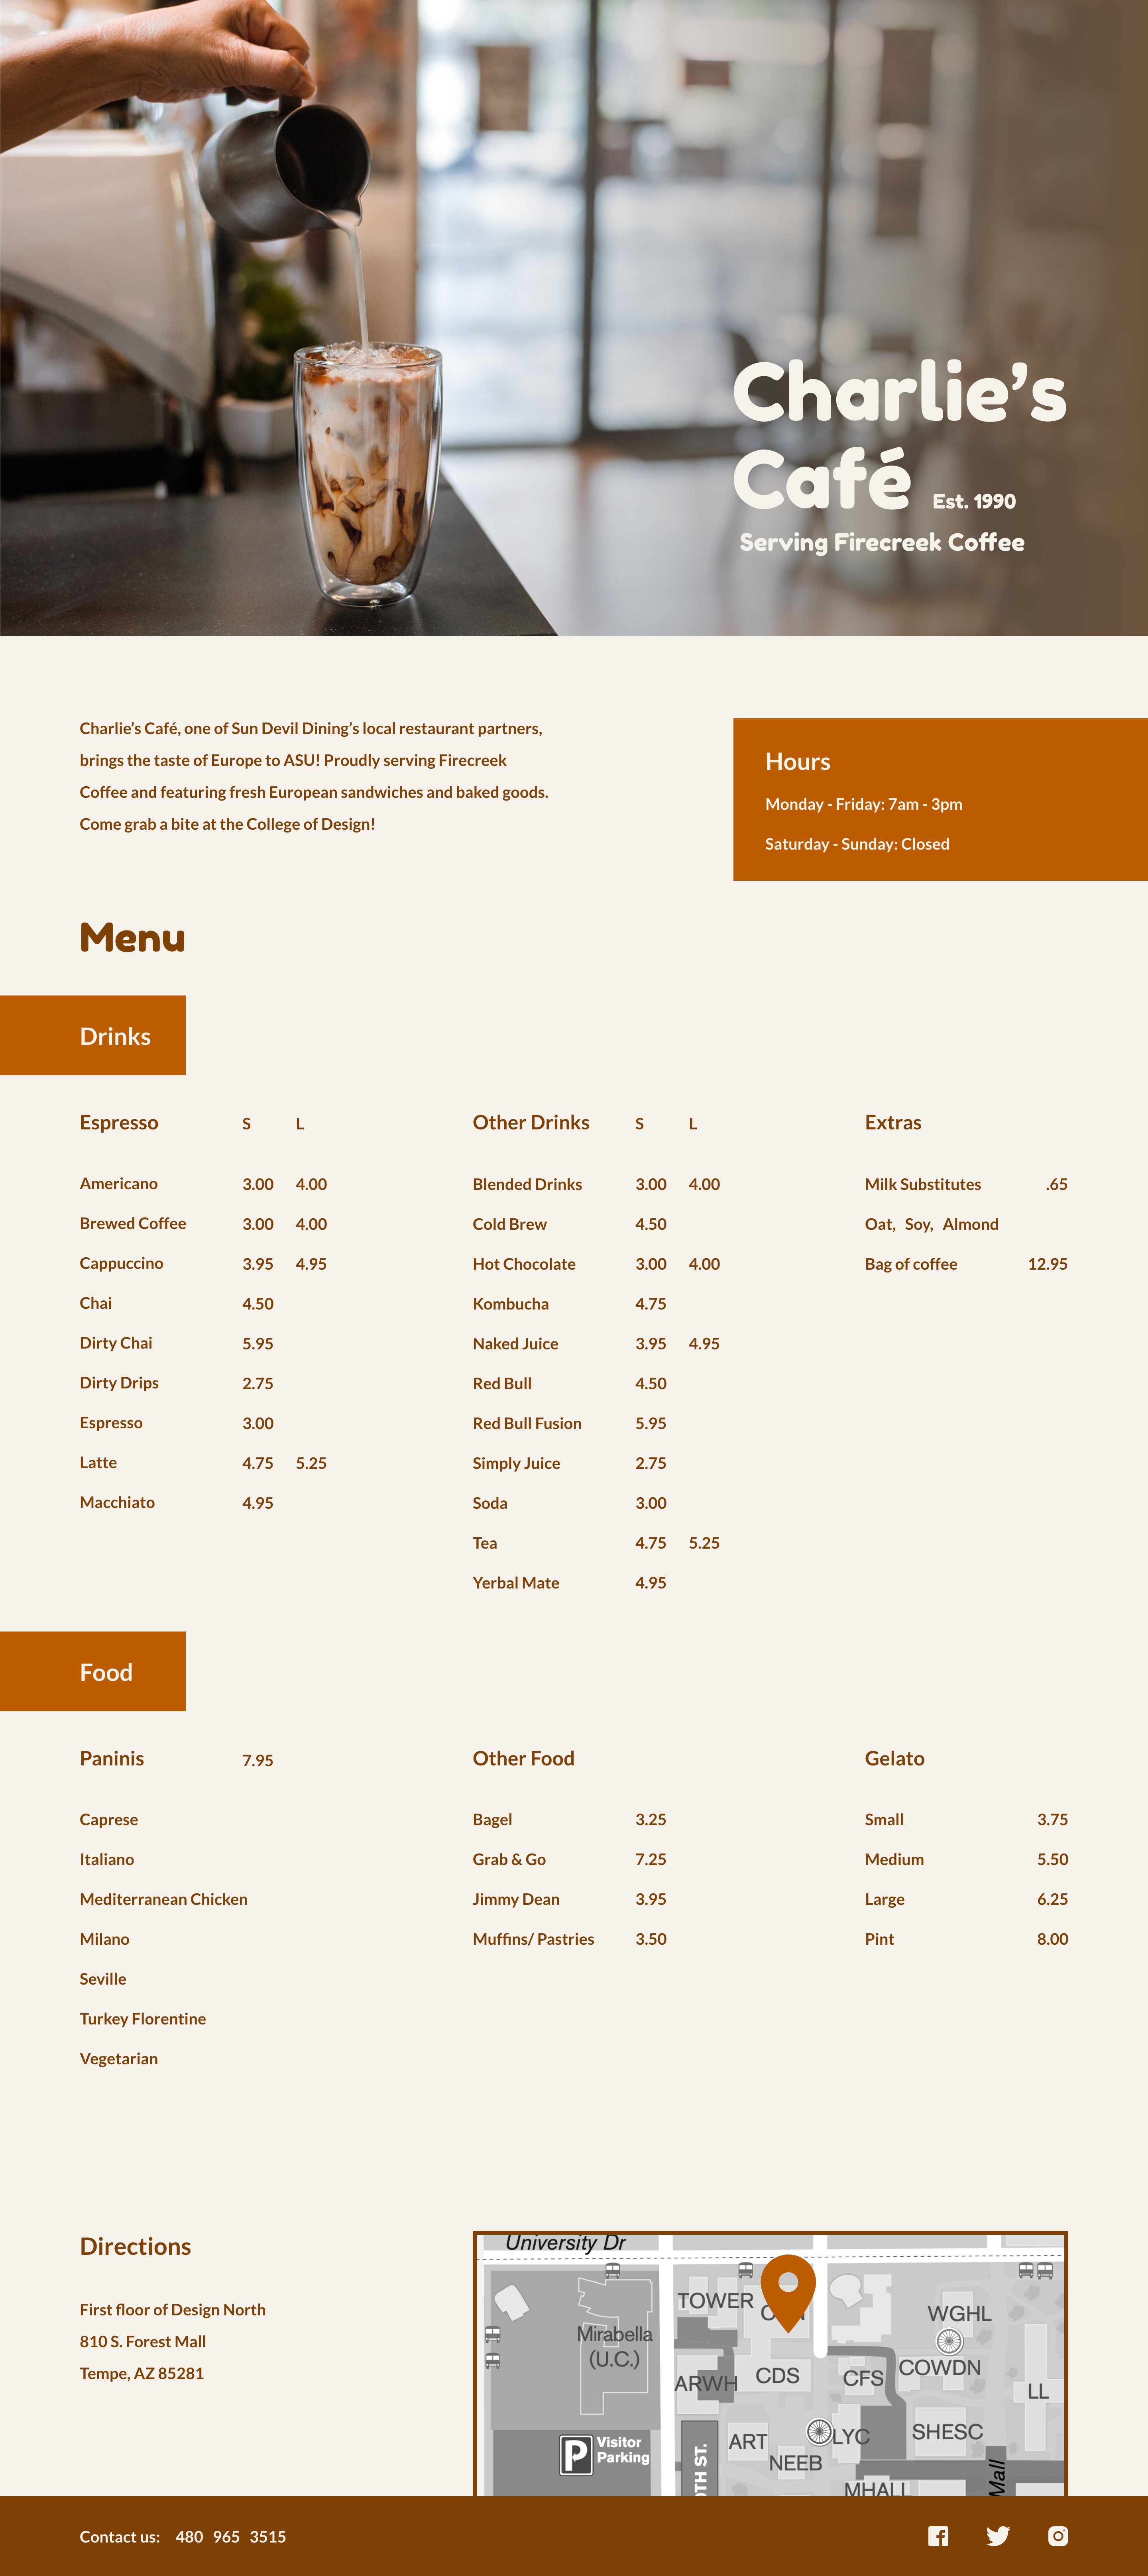 Charlie’s
Café Est. 1990
Serving Firecreek Coffee
Charlie’s Café, one of Sun Devil Dining’s local restaurant partners,
brings the taste of Europe to ASU! Proudly serving Firecreek
Coffee and featuring fresh European sandwiches and baked goods.
Come grab a bite at the College of Design!
Hours
Monday - Friday: 7am - 3pm
Saturday - Sunday: Closed
Menu
Drinks
Espresso S L
Americano 3.00 4.00
Brewed Coffee 3.00 4.00
Cappuccino 3.95 4.95
Chai 4.50
Dirty Chai 5.95
Dirty Drips 2.75
Espresso 3.00
Latte 4.75 5.25
Macchiato 4.95
Other Drinks S L
Blended Drinks 3.00 4.00
Cold Brew 4.50
Hot Chocolate 3.00 4.00
Kombucha 4.75
Naked Juice 3.95 4.95
Red Bull 4.50
Red Bull Fusion 5.95
Simply Juice 2.75
Soda 3.00
Tea 4.75 5.25
Yerbal Mate 4.95
Extras
Milk Substitutes .65
Oat, Soy, Almond
Bag of coffee 12.95
Food
Paninis 7.95
Caprese
Italiano
Mediterranean Chicken
Milano
Seville
Turkey Florentine
Vegetarian
Other Food
Bagel 3.25
Grab & Go 7.25
Jimmy Dean 3.95
Muffins/ Pastries 3.50
Gelato
Small 3.75
Medium 5.50
Large 6.25
Pint 8.00
Directions
First floor of Design North
810 S. Forest Mall
Tempe, AZ 85281
University Dr
TOWER
WGHL
Mirabella
(U.C.)
ARWH
CDS
CFS
COWDN
LL
P
Visitor
Parking
ART
LYC
SHESC
NEEB
MHALL
ST.
Mall
Contact us: 480 965 3515